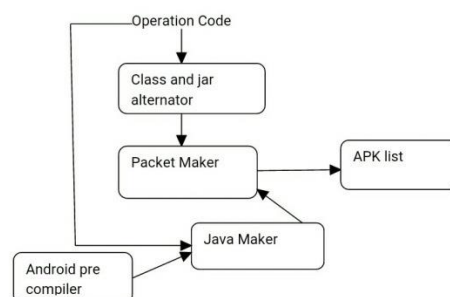 Operation Code
Class and jar
alternator
Packet Maker
APK list
Java Maker
Android pre
compiler